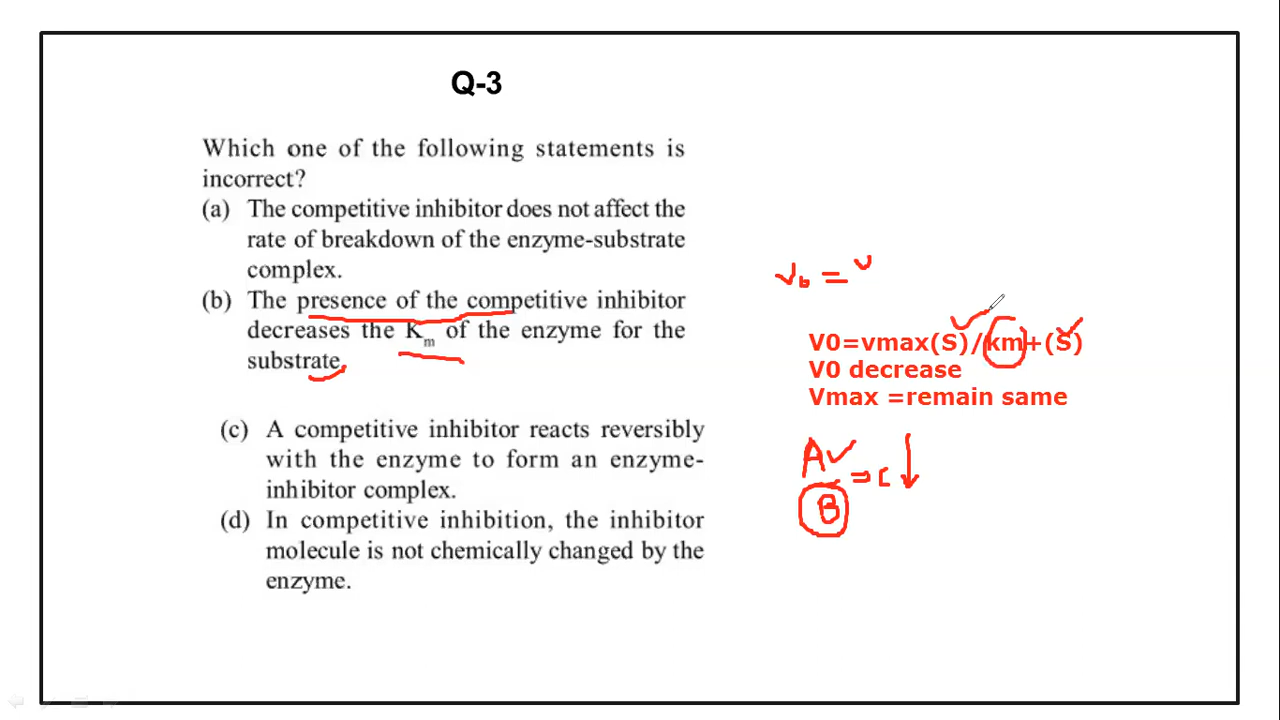 Q-3
Which one of the following statements is
incorrect?
(a) The competitive inhibitor does not affect the
rate of breakdown of the enzyme-substrate
complex.
(b) The presence of the competitive inhibitor
decreases the Km of the enzyme for the
substrate.
(c) A competitive inhibitor reacts reversibly
with the enzyme to form an enzyme-
inhibitor complex.
(d) In competitive inhibition, the inhibitor
molecule is not chemically changed by the
enzyme.
V0=vmax(S)/km+(S)
V0 decrease
Vmax =remain same
A
B